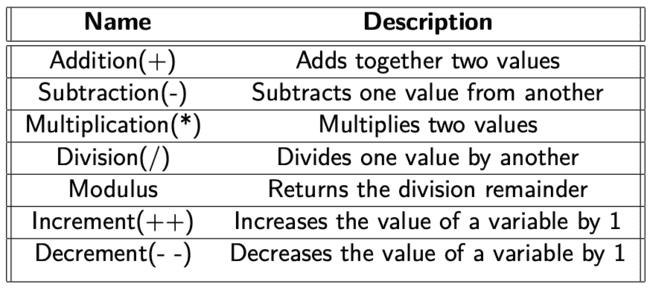 Name Description
Addition(+) Adds together two values
Subtraction(-) Subtracts one value from another
Multiplication(*) Multiplies two values
Division(/) Divides one value by another
Modulus Returns the division remainder
Increment(++) Increases the value of a variable by 1
Decrement(- -) Decreases the value of a variable by 1